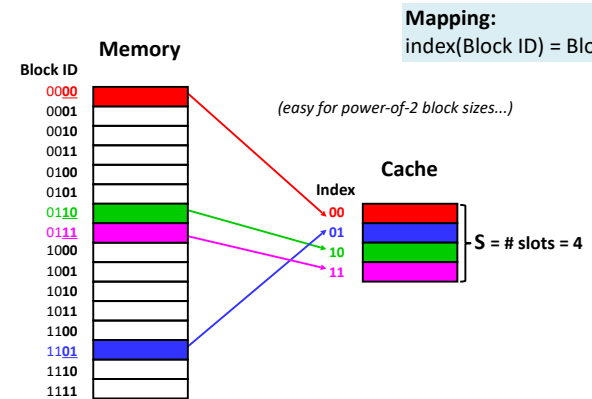 Mapping:
index(Block ID) = Blo
Memory
Block ID
0000
0001
0010
0011
0100
0101
0110
0111
1000
1001
1010
1011
1100
1101
1110
1111
(easy for power-of-2 block sizes...)
Cache
Index
00
01
10
11
S = # slots = 4